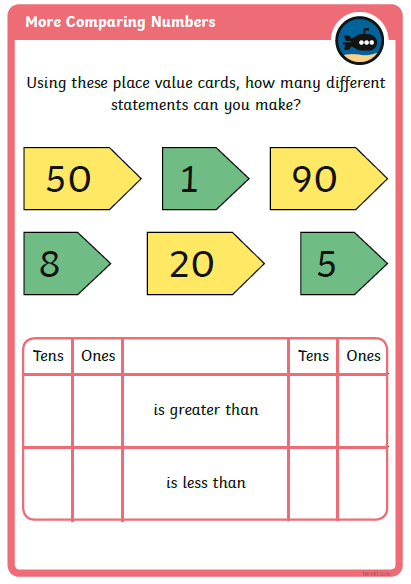 More Comparing Numbers
Using these place value cards, how many different
statements can you make?
50 1 90
8 20 5
Tens Ones Tens Ones
is greater than
is less than